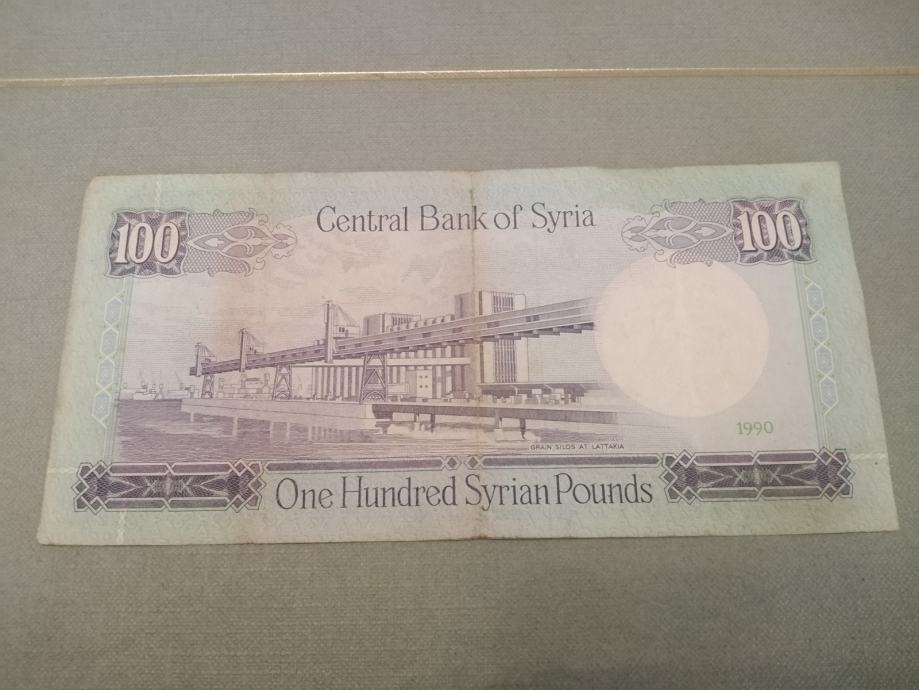 Central Bank of Syria
100
100
1990
GRAIN SILOS AT LATTAKIA
One Hundred Syrian Pounds